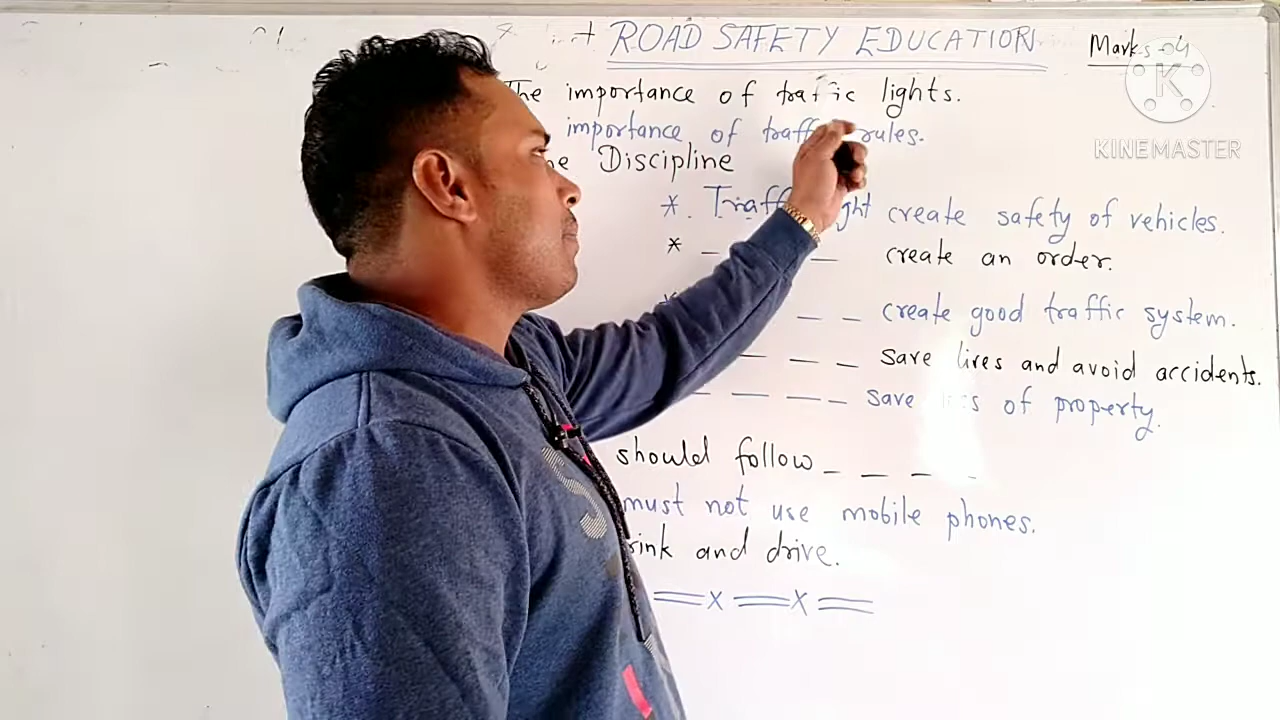 ROAD SAFETY EDUCATION Marks - 4
The importance of traffic lights.
importance of traffic rules.
Discipline
* Traffic light create safety of vehicles.
* _ _ create an order.
_ _ create good traffic system.
_ _ _ save lives and avoid accidents.
_ _ _ _ save of property.
should follow _ _ _ _
must not use mobile phones.
and drive.
== x == x ==
KINEMASTER